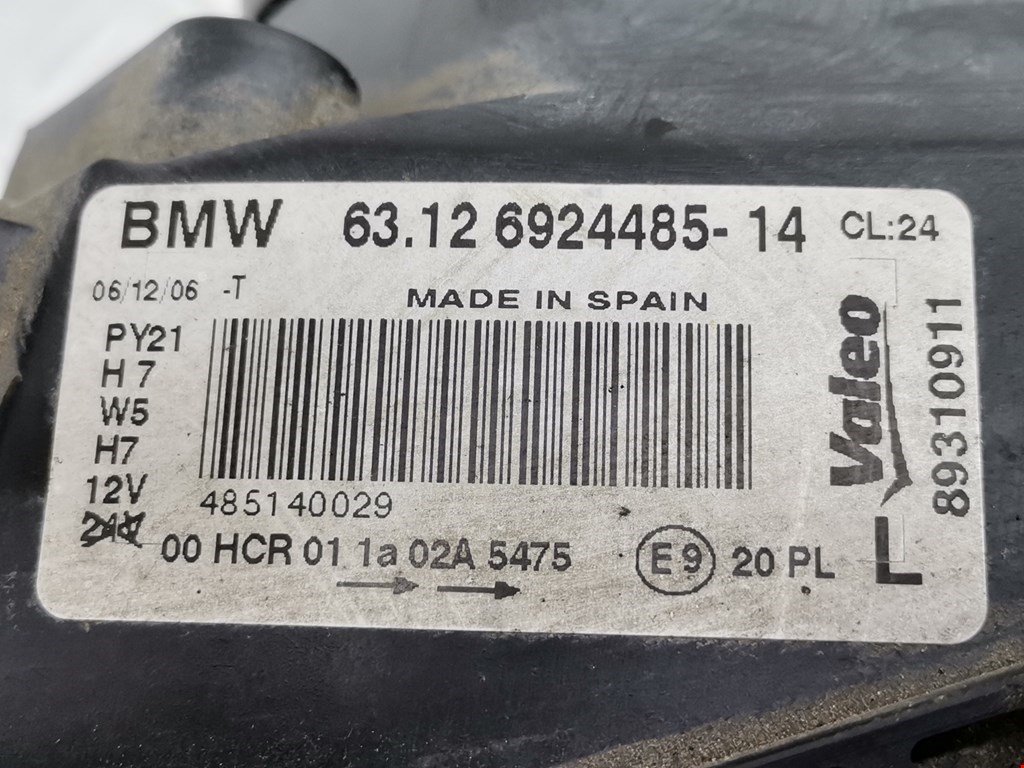 BMW 63.12 6924485-14 CL:24
06/12/06 -T
MADE IN SPAIN
PY21
H7
W5
H7
12V
24V
485140029
00 HCR 01 1a 02A 5475
E9 20 PL L
Valeo
89310911